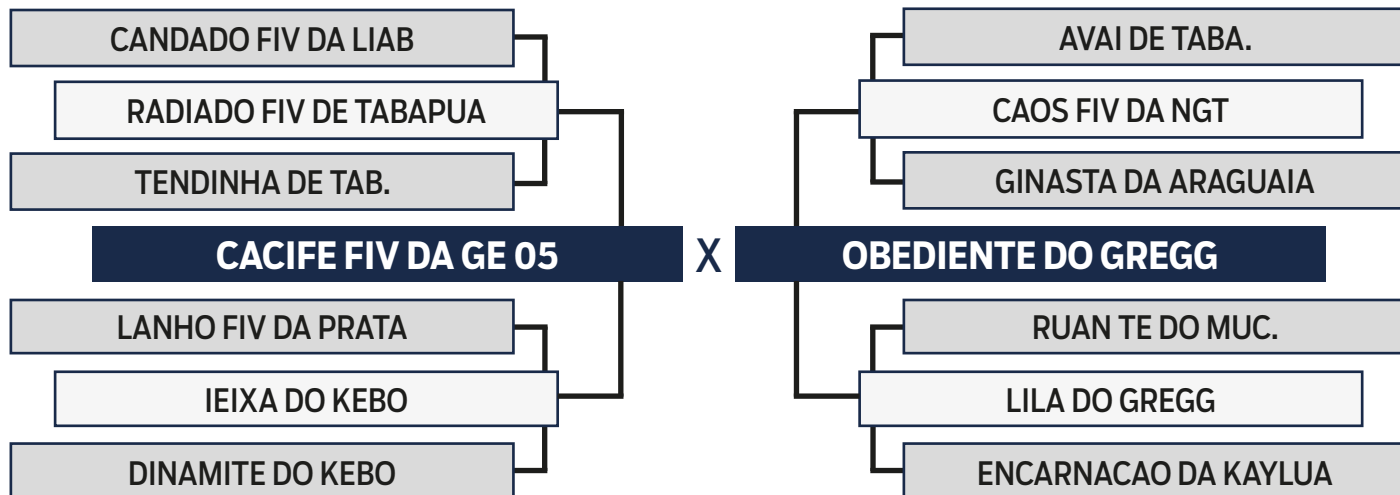 CANDADO FIV DA LIAB
AVAI DE TABA.
RADIADO FIV DE TABAPUA
CAOS FIV DA NGT
TENDINHA DE TAB.
GINASTA DA ARAGUAIA
CACIFE FIV DA GE 05 X OBEDIENTE DO GREGG
LANHO FIV DA PRATA
RUAN TE DO MUC.
IEIXA DO KEBO
LILA DO GREGG
DINAMITE DO KEBO
ENCARNACAO DA KAYLUA